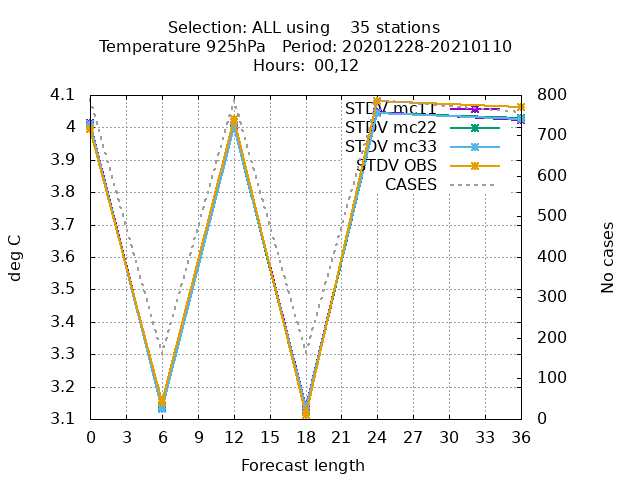 Selection: ALL using    35 stations
Temperature 925hPa   Period: 20201228-20210110
Hours:  00,12
4.1
4
3.9
3.8
3.7
3.6
3.5
3.4
3.3
3.2
3.1
deg C
STDV mc11
STDV mc22
STDV mc33
STDV OBS
CASES
800
700
600
500
400
300
200
100
0
No cases
0 3 6 9 12 15 18 21 24 27 30 33 36
Forecast length